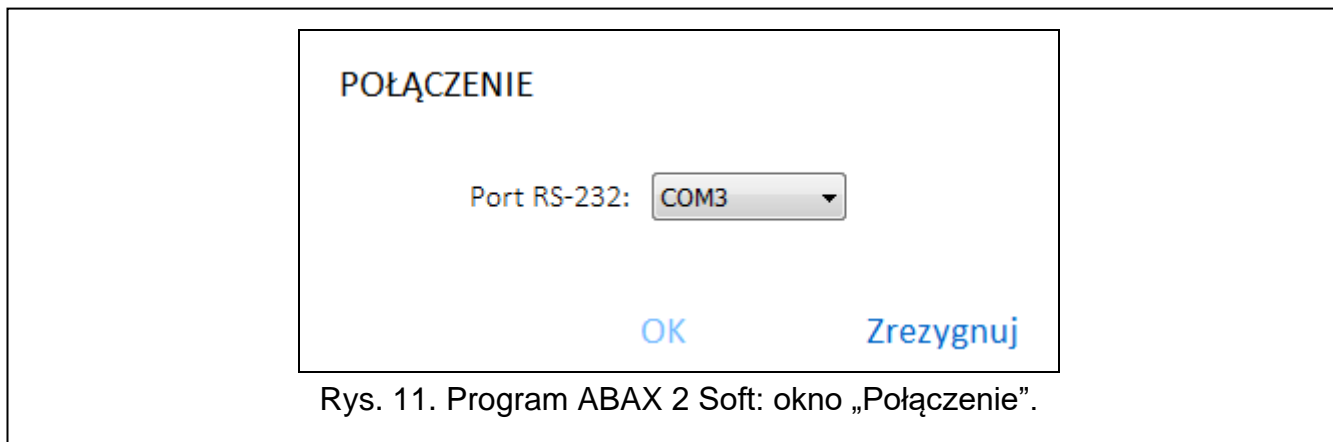 POŁĄCZENIE
Port RS-232: COM3
OK Zrezygnuj
Rys. 11. Program ABAX 2 Soft: okno „Połączenie”.